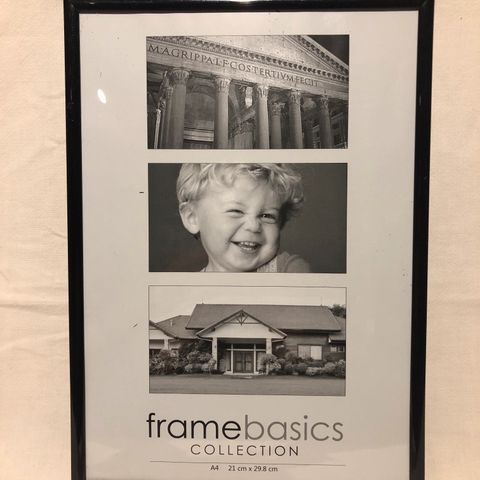 M·AGRIPPA·L·F·COS·TERTIVM·FECIT
framebasics
COLLECTION
A4 21 cm x 29.8 cm